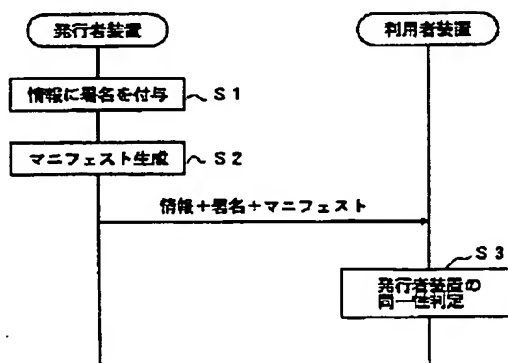 発行者装置
利用者装置
情報に署名を付与
S1
マニフェスト生成
S2
情報+署名+マニフェスト
S3
発行者装置の
同一性判定